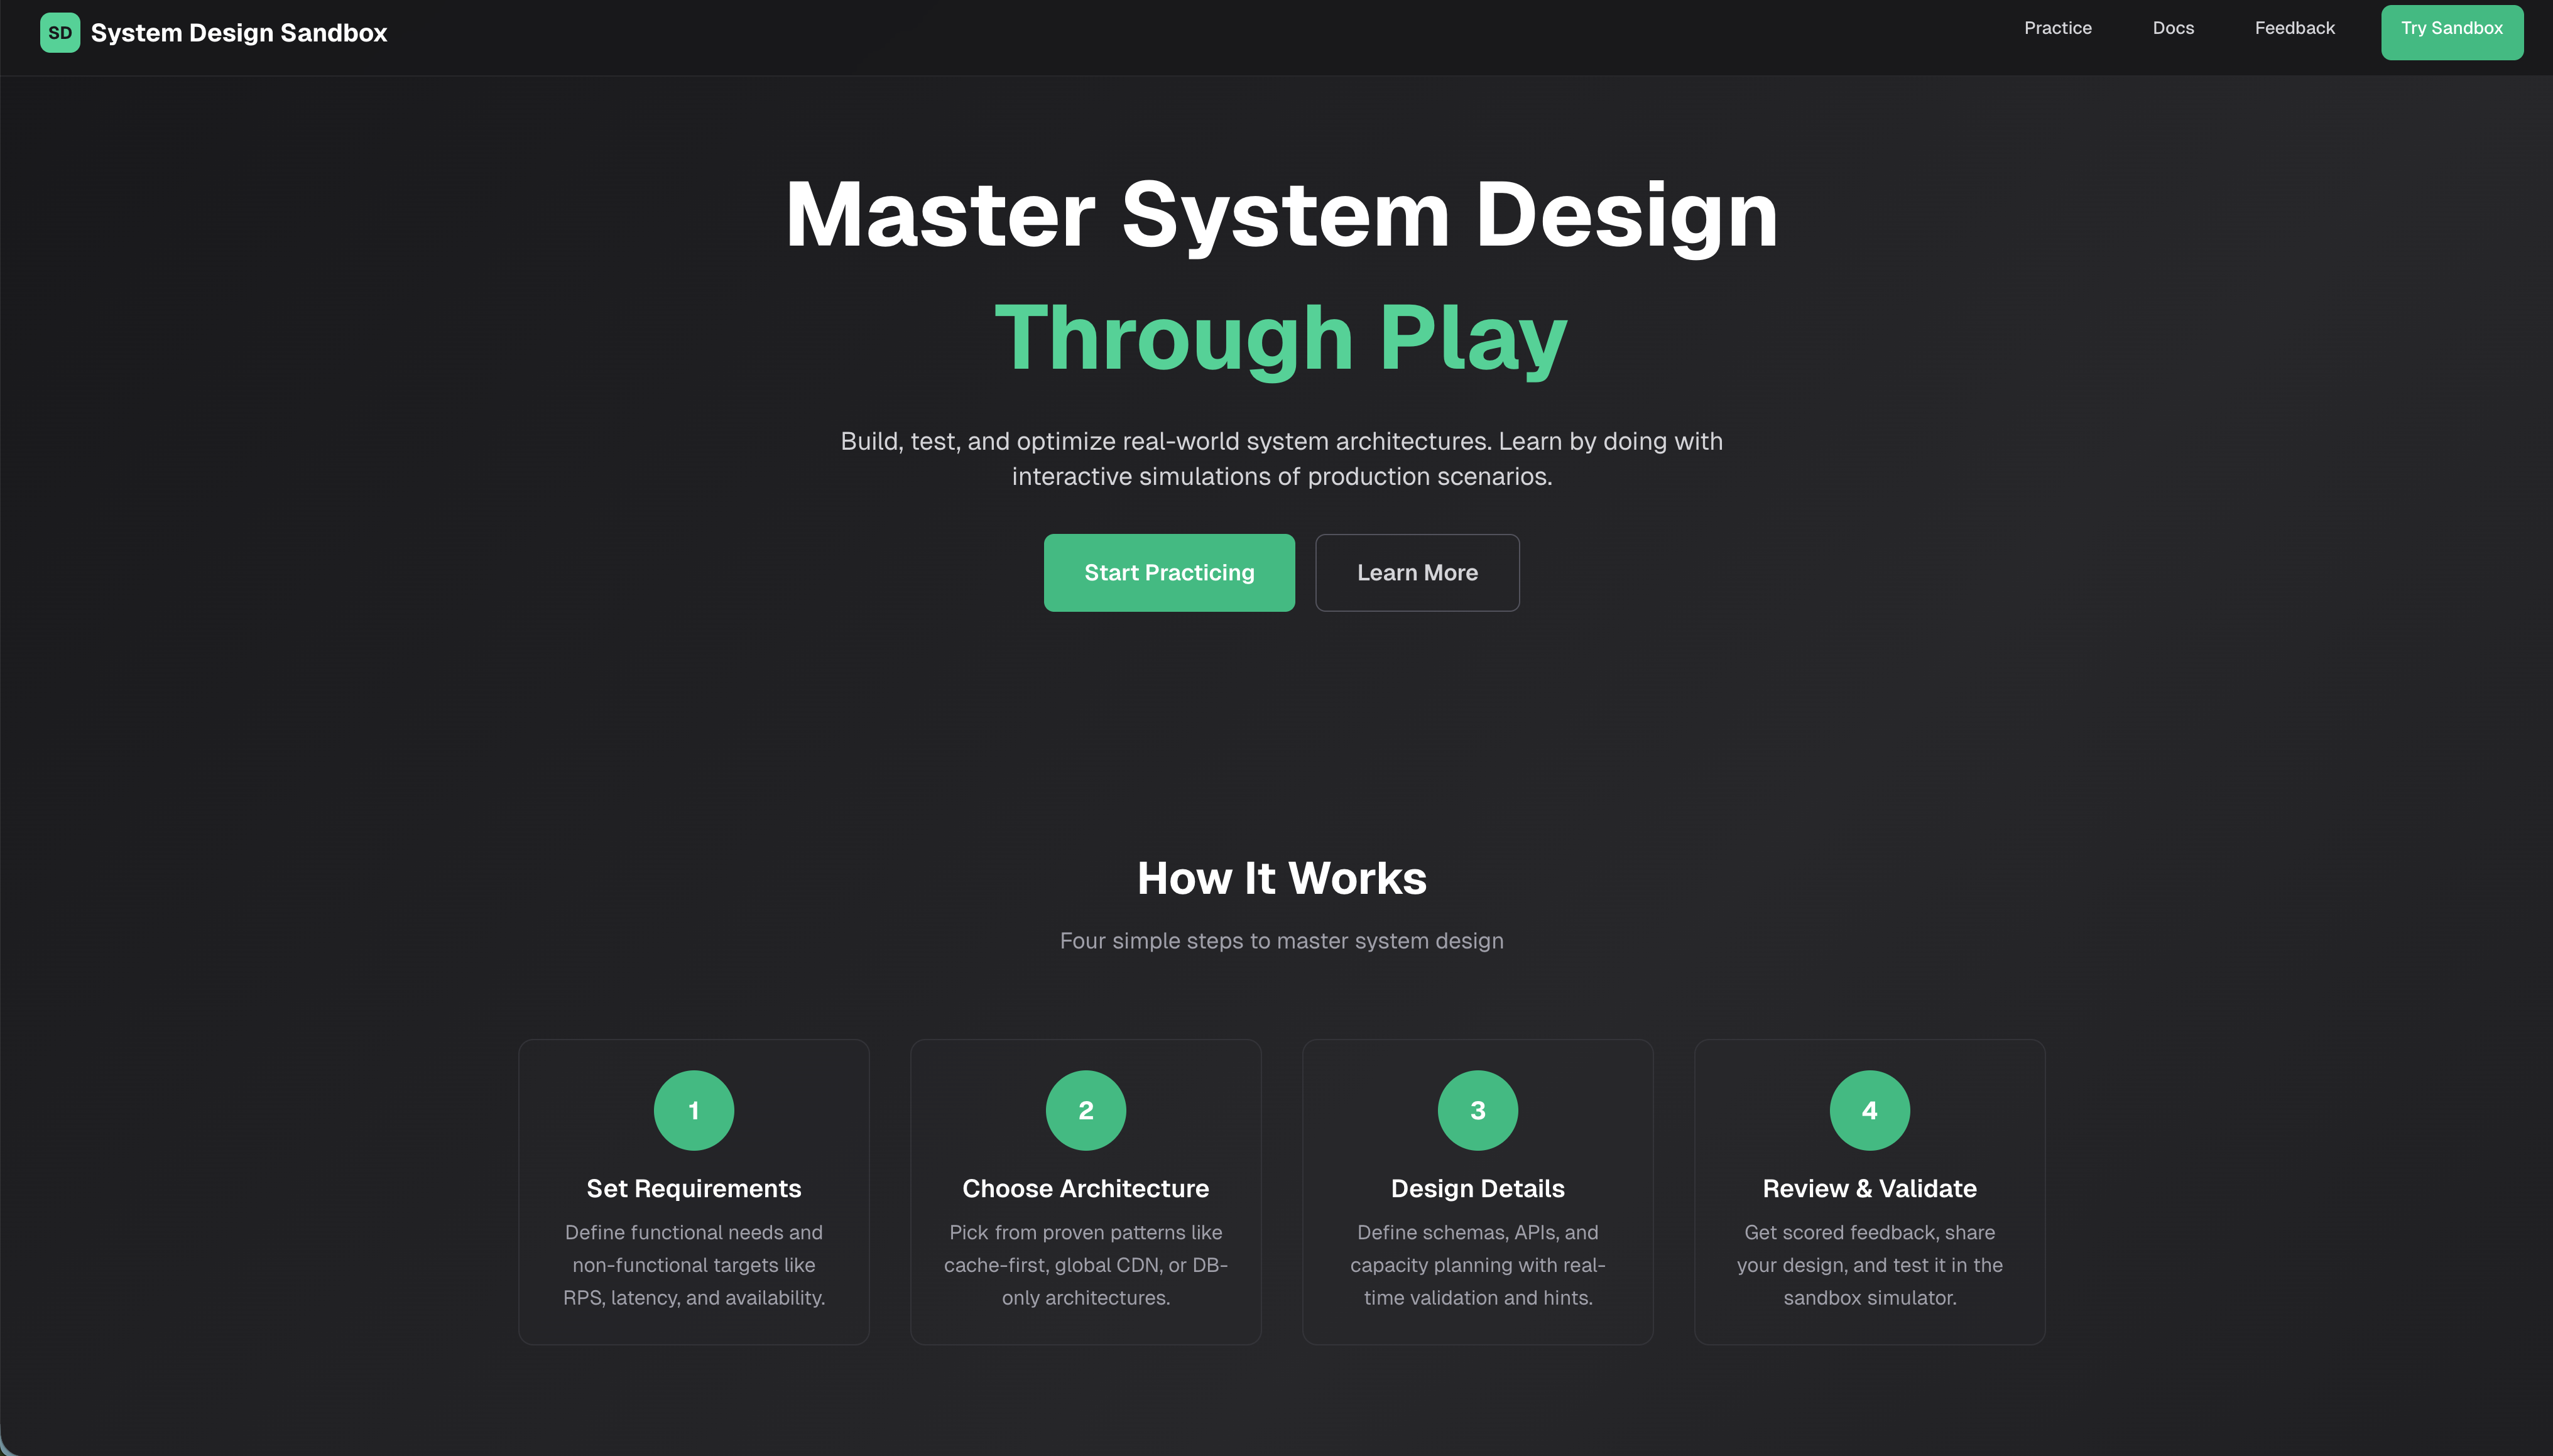 SD System Design Sandbox
Practice
Docs
Feedback
Try Sandbox
Master System Design
Through Play
Build, test, and optimize real-world system architectures. Learn by doing with
interactive simulations of production scenarios.
Start Practicing
Learn More
How It Works
Four simple steps to master system design
1
Set Requirements
Define functional needs and
non-functional targets like
RPS, latency, and availability.
2
Choose Architecture
Pick from proven patterns like
cache-first, global CDN, or DB-
only architectures.
3
Design Details
Define schemas, APIs, and
capacity planning with real-
time validation and hints.
4
Review & Validate
Get scored feedback, share
your design, and test it in the
sandbox simulator.